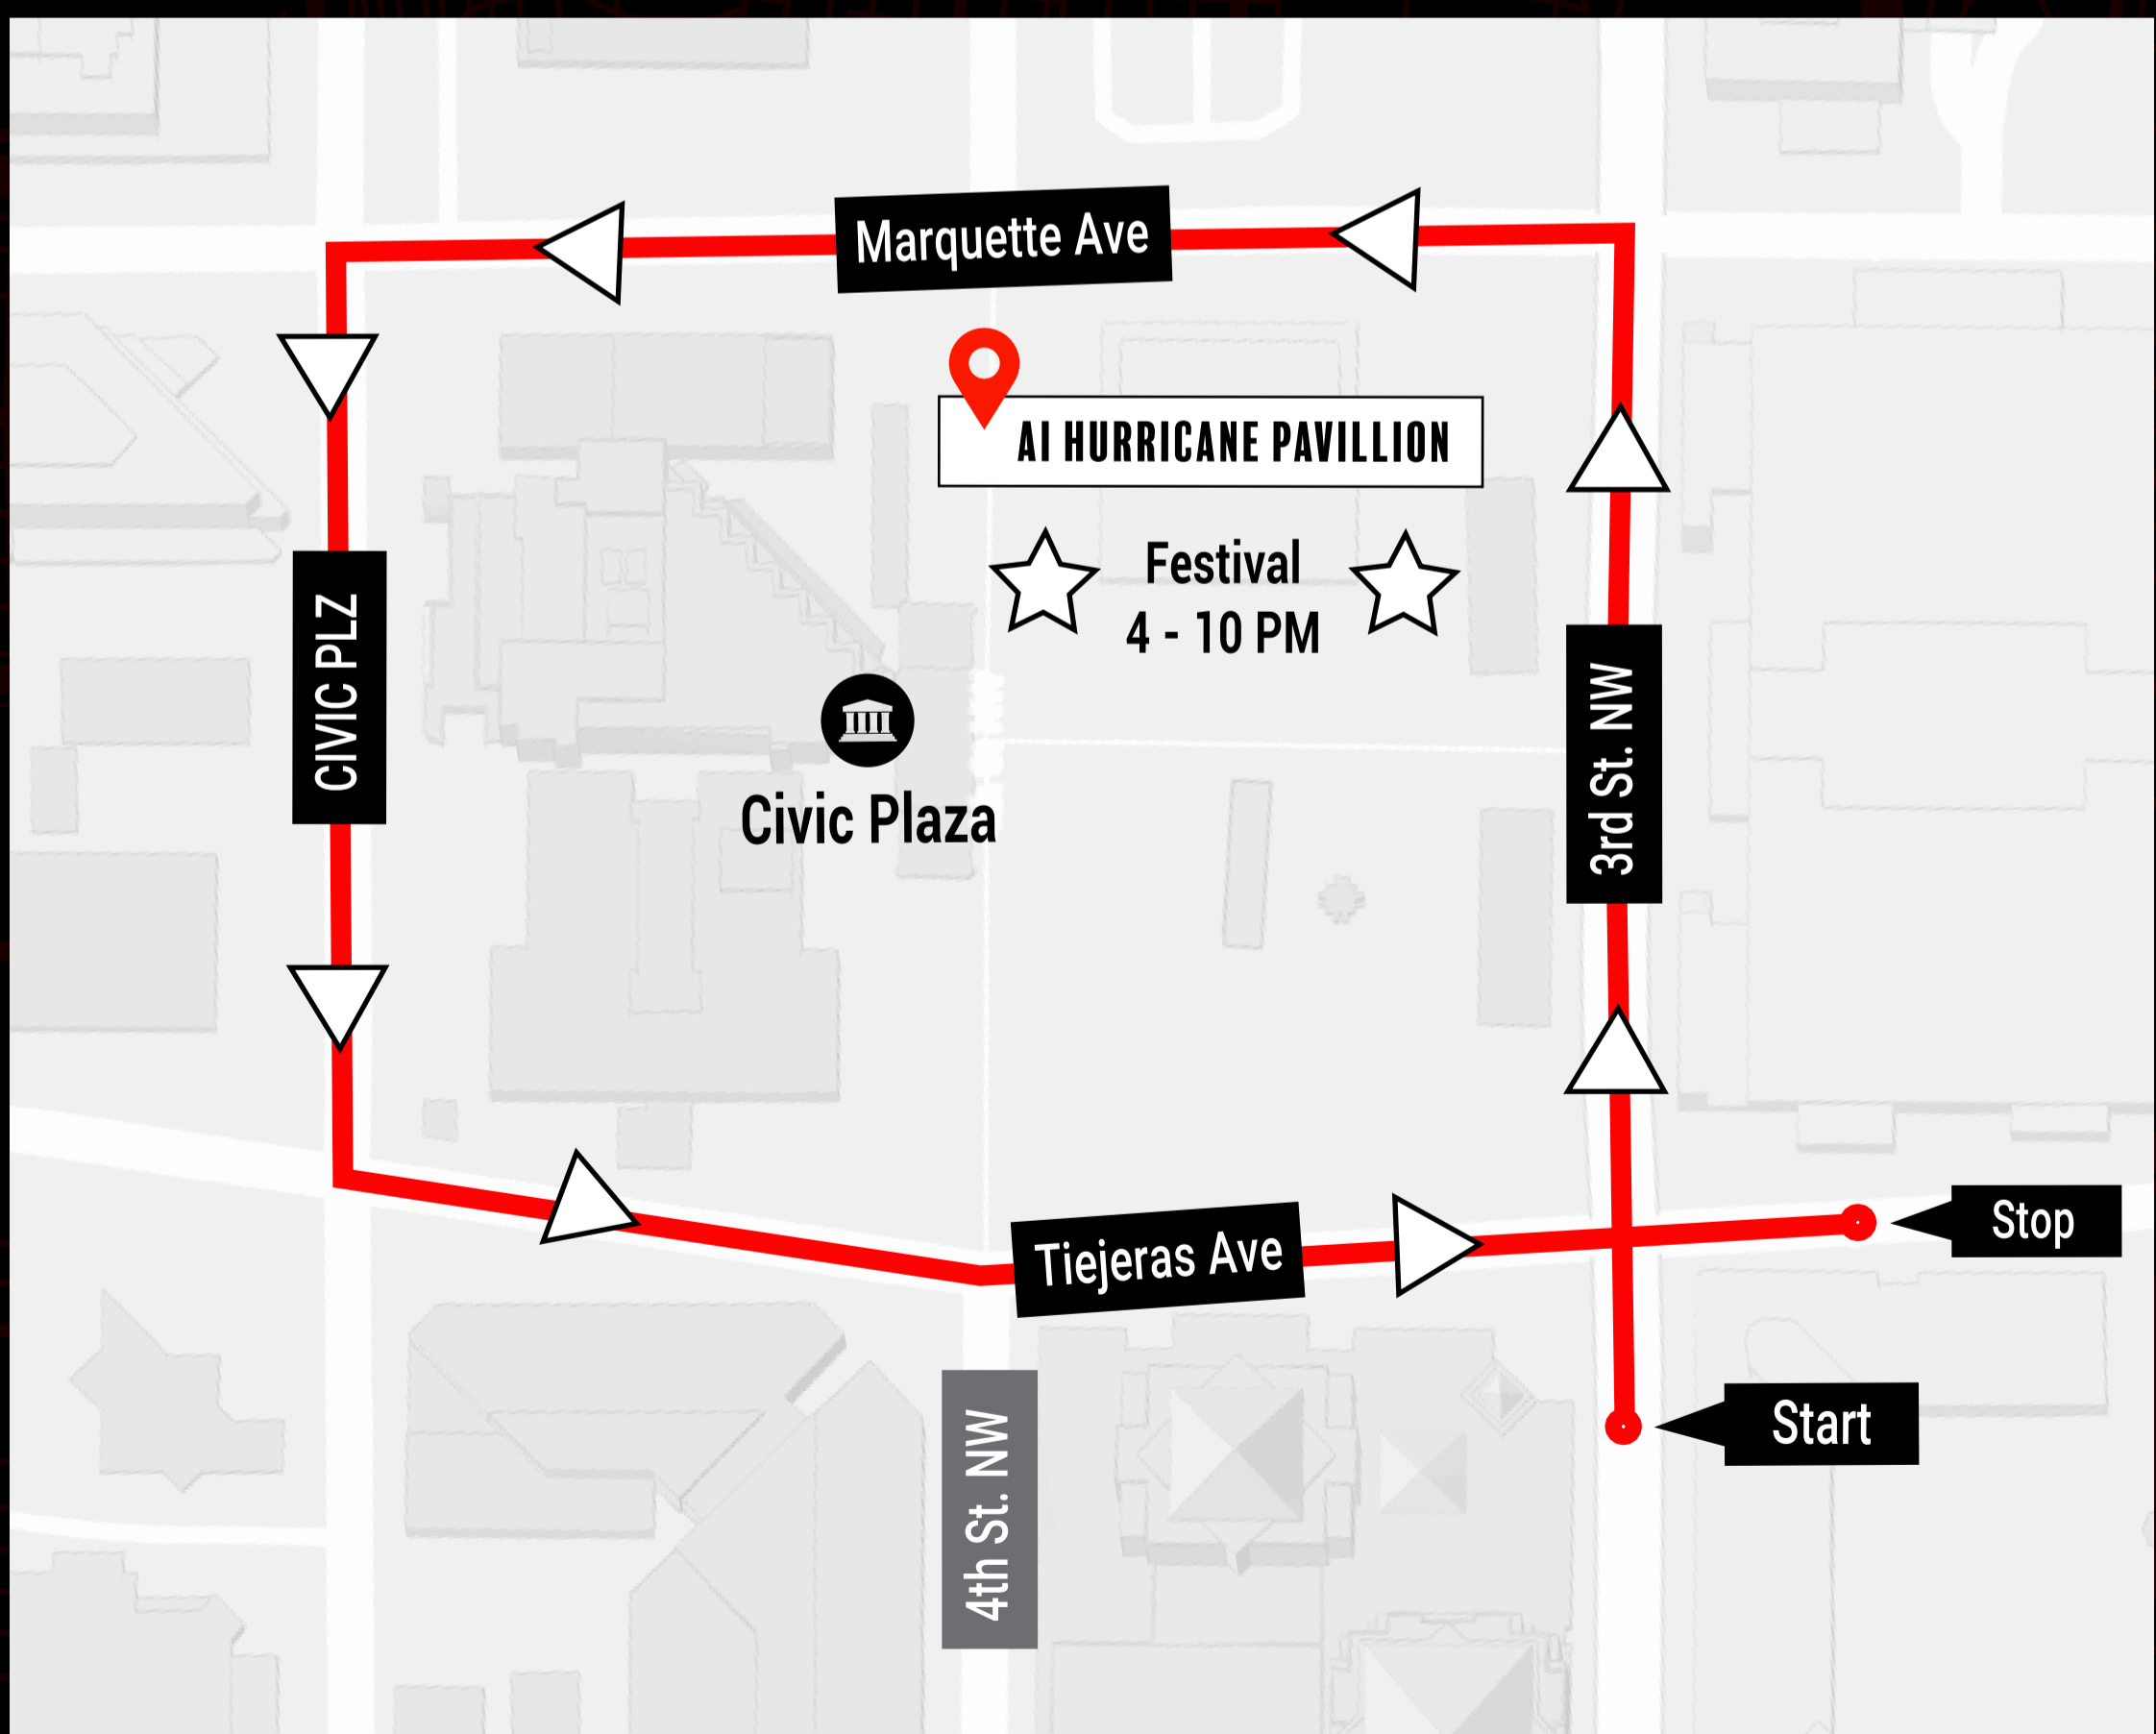 Marquette Ave
AI HURRICANE PAVILLION
Festival
4 - 10 PM
CIVIC PLZ
Civic Plaza
3rd St. NW
Tiejeras Ave
Stop
Start
4th St. NW